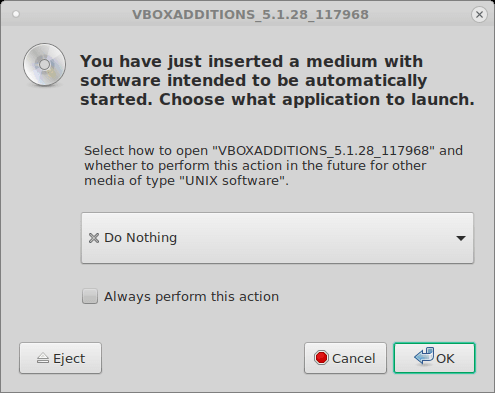 VBOXADDITIONS_5.1.28_117968
You have just inserted a medium with
software intended to be automatically
started. Choose what application to launch.
Select how to open "VBOXADDITIONS_5.1.28_117968" and
whether to perform this action in the future for other
media of type "UNIX software".
Do Nothing
Always perform this action
Eject
Cancel
OK